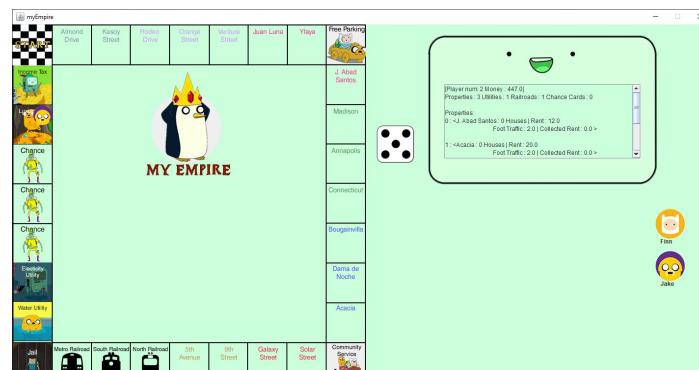 myEmpire
START
Almond
Drive
Kasoy
Street
Rodeo
Drive
Orange
Street
Ventura
Street
Juan Luna
Ylaya
Free Parking
Income Tax
J. Abad
Santos
Madison
Chance
Annapolis
Chance
Connecticut
Chance
Bougainvilla
Electricity
Utility
Dama de
Noche
Water Utility
Acacia
MY EMPIRE
Jail
Metro Railroad
South Railroad
North Railroad
5th
Avenue
9th
Street
Galaxy
Street
Solar
Street
Community
Service
[Player num: 2 Money : 447.0]
Properties : 3 Utilities : 1 Railroads : 1 Chance Cards : 0
Properties:
0 : <J. Abad Santos : 0 Houses | Rent : 12.0
Foot Traffic : 2.0 | Collected Rent : 0.0 >
1 : <Acacia : 0 Houses | Rent : 20.0
Foot Traffic : 2.0 | Collected Rent : 0.0 >
Finn
Jake